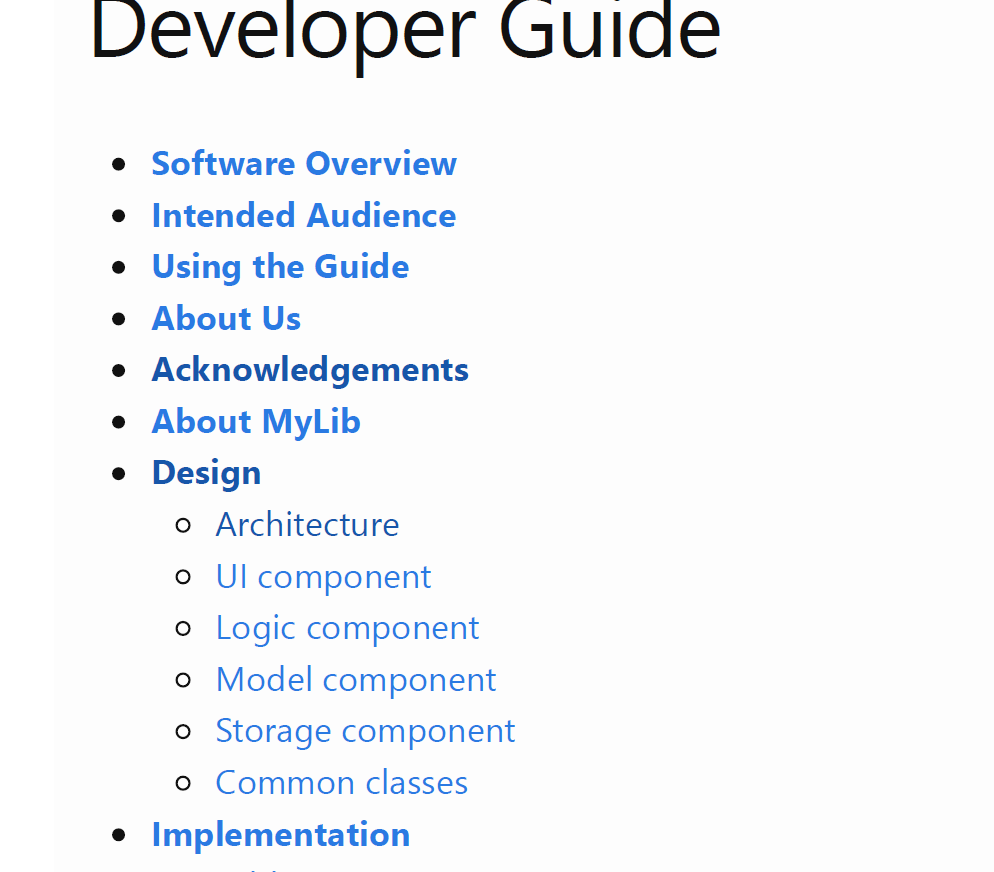 Developer Guide
Software Overview
Intended Audience
Using the Guide
About Us
Acknowledgements
About MyLib
Design
Architecture
UI component
Logic component
Model component
Storage component
Common classes
Implementation